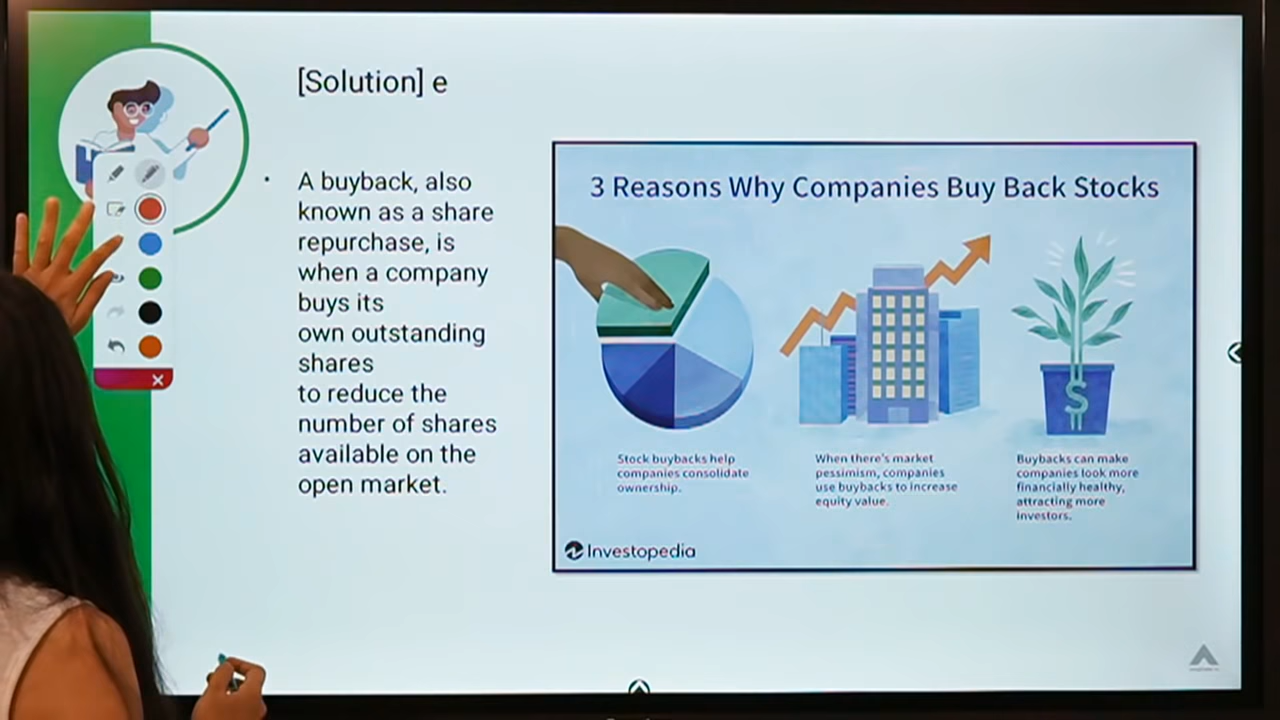 [Solution] e
• A buyback, also
known as a share
repurchase, is
when a company
buys its
own outstanding
shares
to reduce the
number of shares
available on the
open market.
3 Reasons Why Companies Buy Back Stocks
Stock buybacks help
companies consolidate
ownership.
When there's market
pessimism, companies
use buybacks to increase
equity value.
Buybacks can make
companies look more
financially healthy,
attracting more
investors.
$
Investopedia